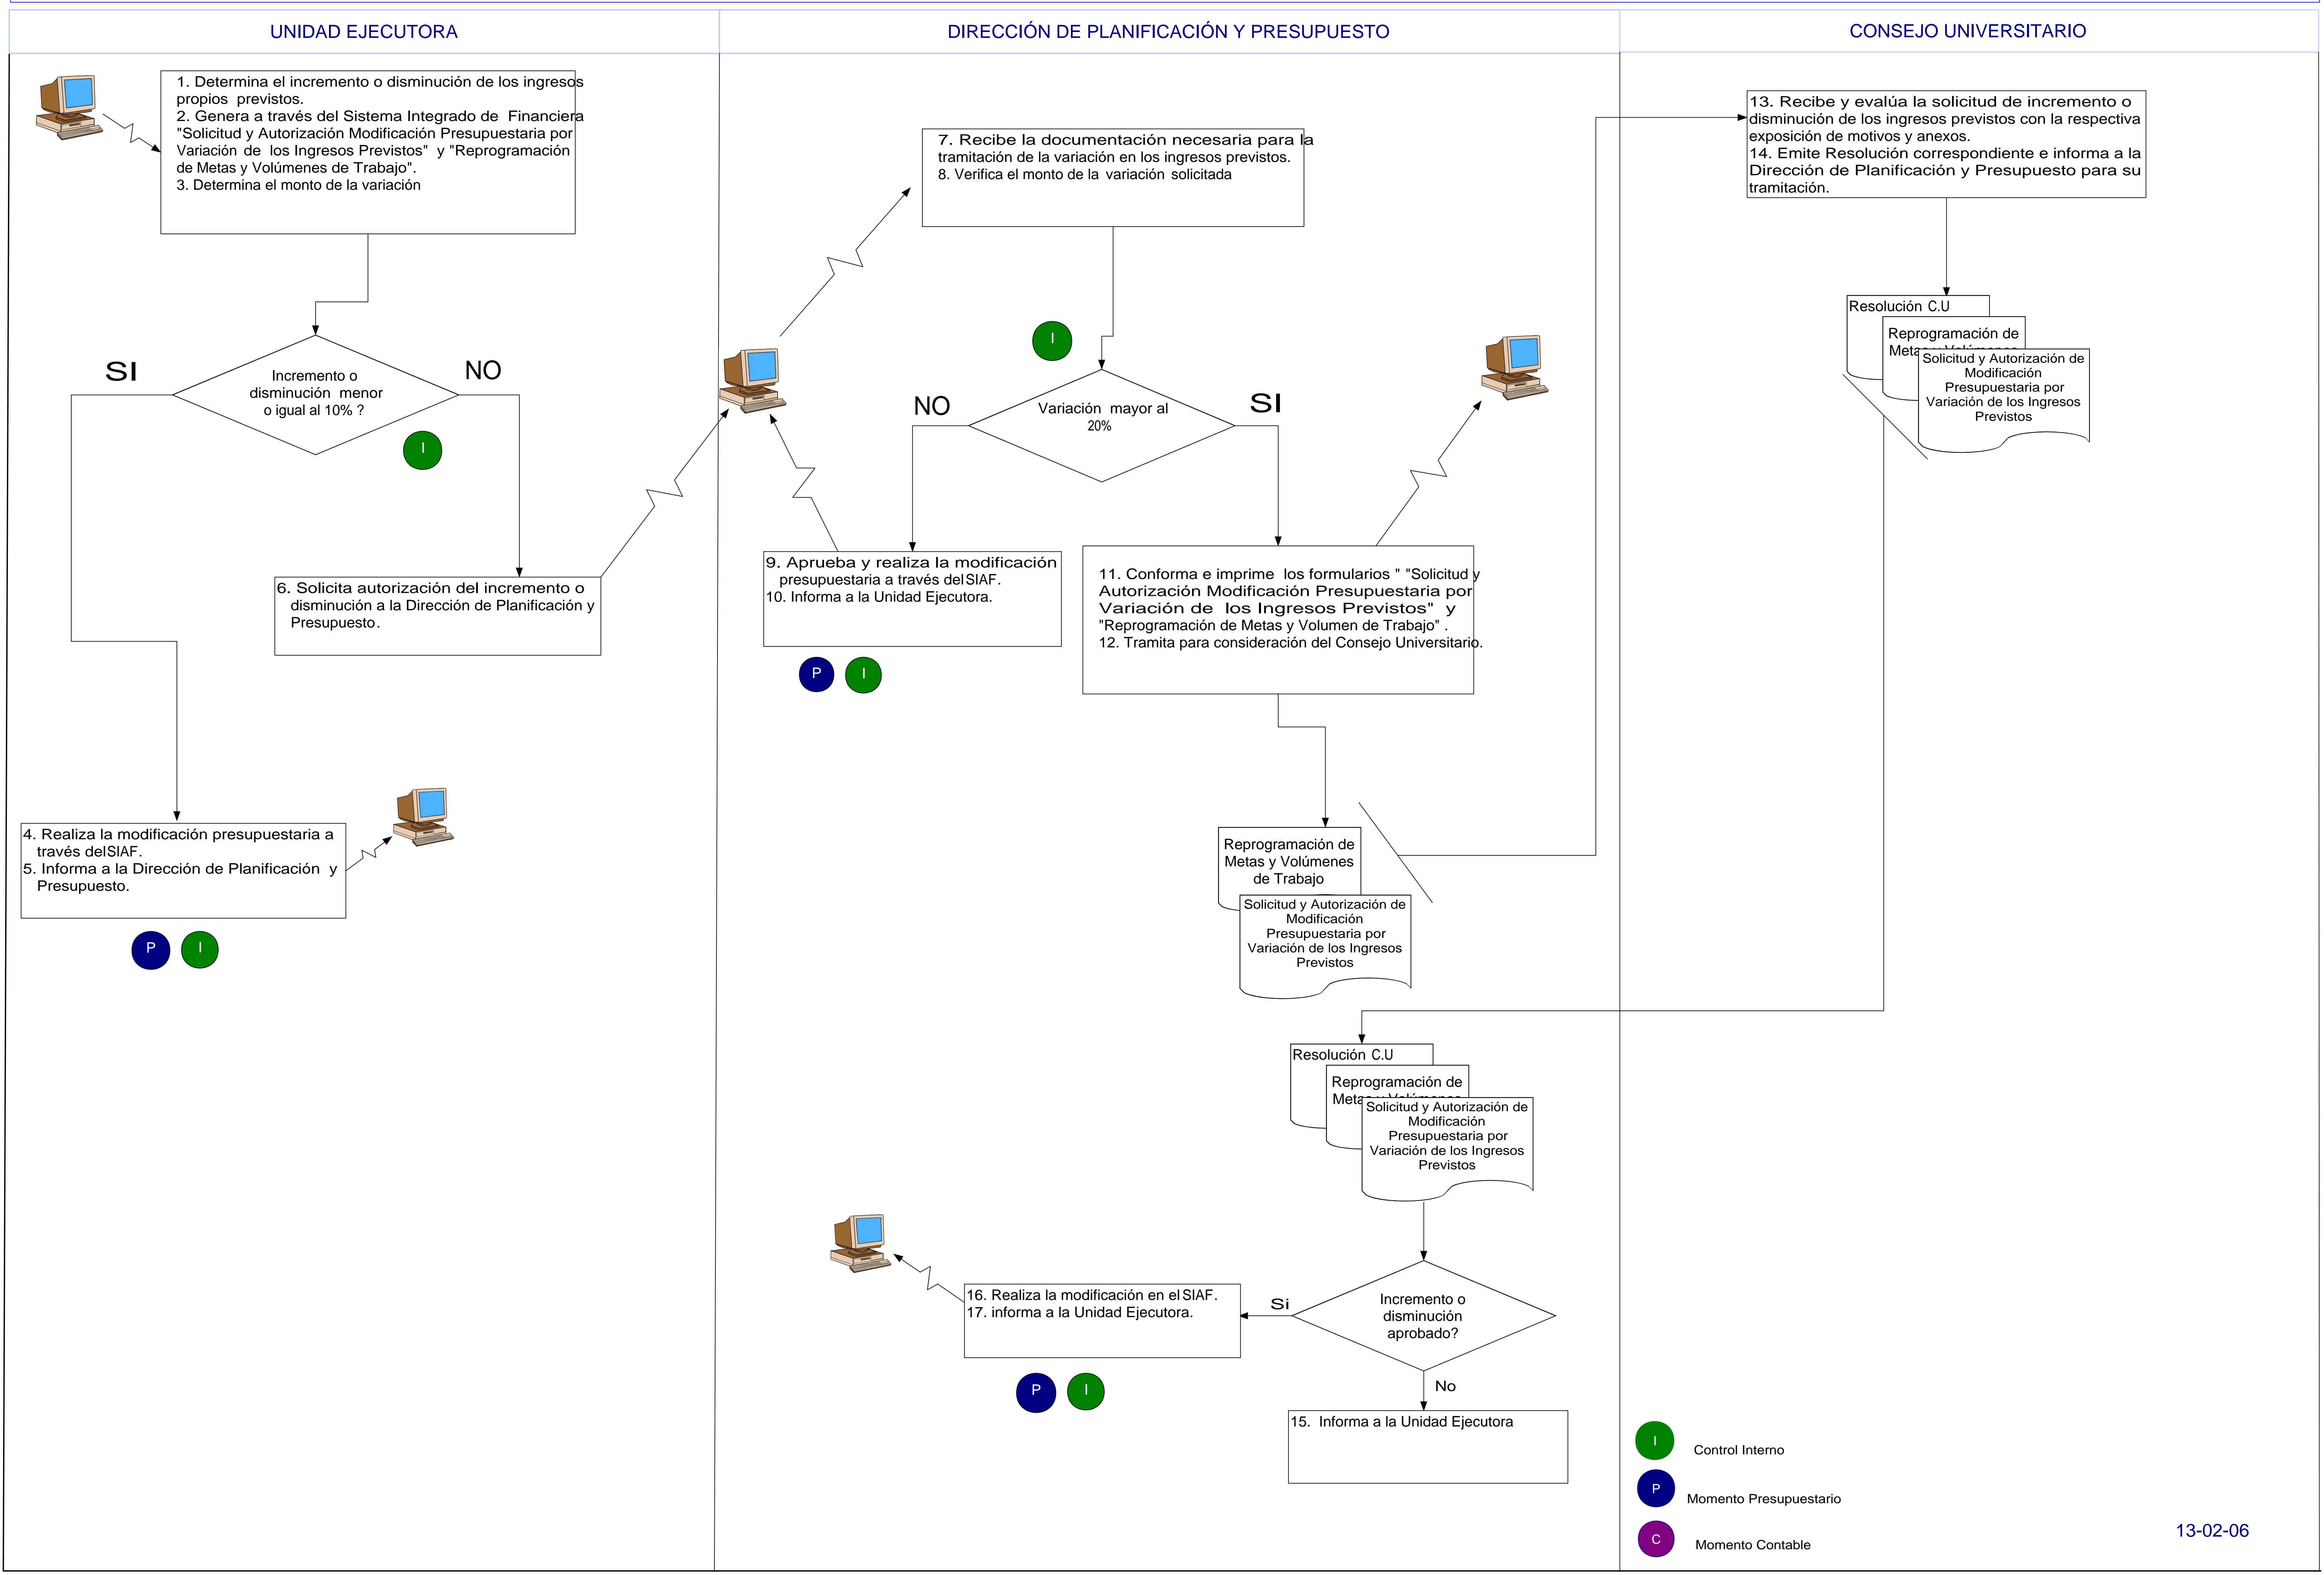 UNIDAD EJECUTORA
DIRECCIÓN DE PLANIFICACIÓN Y PRESUPUESTO
CONSEJO UNIVERSITARIO
1. Determina el incremento o disminución de los ingresos
propios previstos.
2. Genera a través del Sistema Integrado de Financiera
"Solicitud y Autorización Modificación Presupuestaria por
Variación de los Ingresos Previstos" y "Reprogramación
de Metas y Volúmenes de Trabajo".
3. Determina el monto de la variación
SI
Incremento o
disminución menor
o igual al 10% ?
NO
I
6. Solicita autorización del incremento o
disminución a la Dirección de Planificación y
Presupuesto.
4. Realiza la modificación presupuestaria a
través del SIAF.
5. Informa a la Dirección de Planificación y
Presupuesto.
P
I
7. Recibe la documentación necesaria para la
tramitación de la variación en los ingresos previstos.
8. Verifica el monto de la variación solicitada
I
NO
Variación mayor al
20%
SI
9. Aprueba y realiza la modificación
presupuestaria a través del SIAF.
10. Informa a la Unidad Ejecutora.
P
I
11. Conforma e imprime los formularios " "Solicitud y
Autorización Modificación Presupuestaria por
Variación de los Ingresos Previstos" y
"Reprogramación de Metas y Volumen de Trabajo" .
12. Tramita para consideración del Consejo Universitario.
Reprogramación de
Metas y Volúmenes
de Trabajo
Solicitud y Autorización de
Modificación
Presupuestaria por
Variación de los Ingresos
Previstos
13. Recibe y evalúa la solicitud de incremento o
disminución de los ingresos previstos con la respectiva
exposición de motivos y anexos.
14. Emite Resolución correspondiente e informa a la
Dirección de Planificación y Presupuesto para su
tramitación.
Resolución C.U
Reprogramación de
Metas y Volúmenes
Solicitud y Autorización de
Modificación
Presupuestaria por
Variación de los Ingresos
Previstos
Resolución C.U
Reprogramación de
Metas y Volúmenes
Solicitud y Autorización de
Modificación
Presupuestaria por
Variación de los Ingresos
Previstos
Incremento o
disminución
aprobado?
Si
16. Realiza la modificación en el SIAF.
17. informa a la Unidad Ejecutora.
P
I
No
15. Informa a la Unidad Ejecutora
I
Control Interno
P
Momento Presupuestario
C
Momento Contable
13-02-06